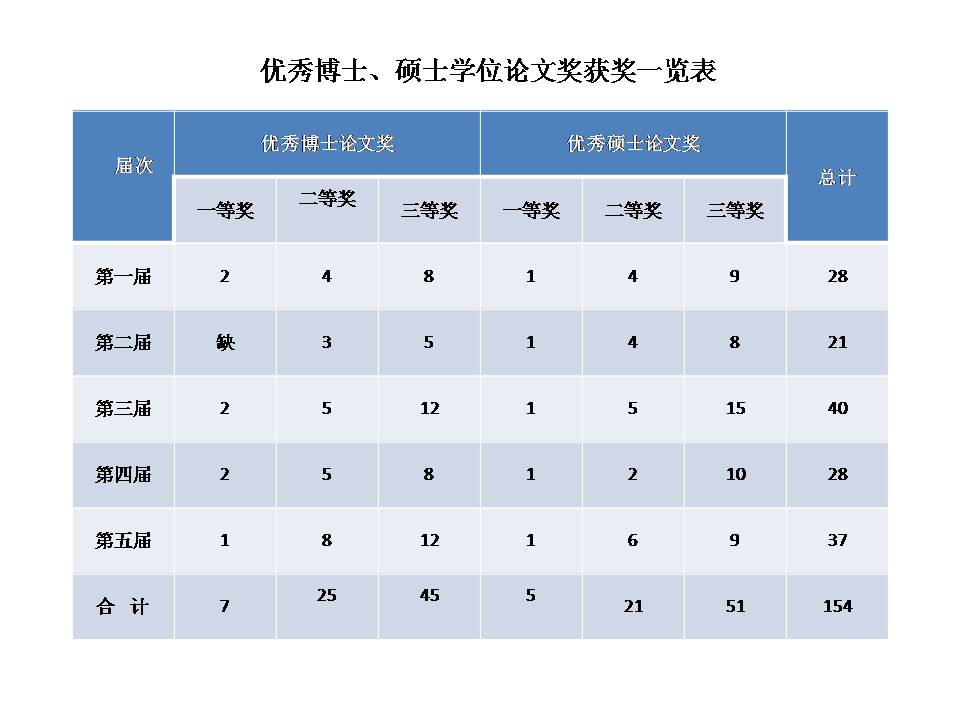 优秀博士、硕士学位论文奖获奖一览表
届次 优秀博士论文奖 优秀硕士论文奖 总计
一等奖 二等奖 三等奖 一等奖 二等奖 三等奖
第一届 2 4 8 1 4 9 28
第二届 缺 3 5 1 4 8 21
第三届 2 5 12 1 5 15 40
第四届 2 5 8 1 2 10 28
第五届 1 8 12 1 6 9 37
合 计 7 25 45 5 21 51 154